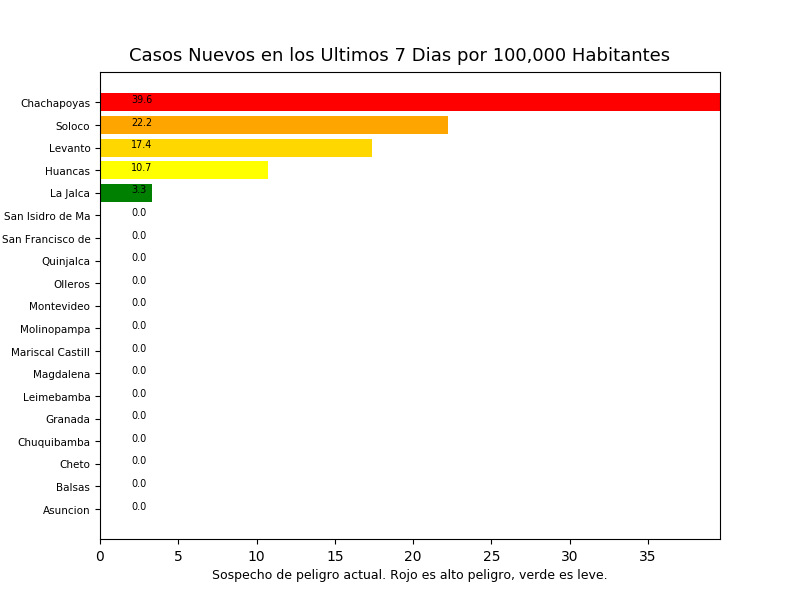 Casos Nuevos en los Ultimos 7 Dias por 100,000 Habitantes
Chachapoyas 39.6
Soloco 22.2
Levanto 17.4
Huancas 10.7
La Jalca 3.3
San Isidro de Ma 0.0
San Francisco de 0.0
Quinjalca 0.0
Olleros 0.0
Montevideo 0.0
Molinopampa 0.0
Mariscal Castill 0.0
Magdalena 0.0
Leimebamba 0.0
Granada 0.0
Chuquibamba 0.0
Cheto 0.0
Balsas 0.0
Asuncion 0.0
0 5 10 15 20 25 30 35
Sospecho de peligro actual. Rojo es alto peligro, verde es leve.